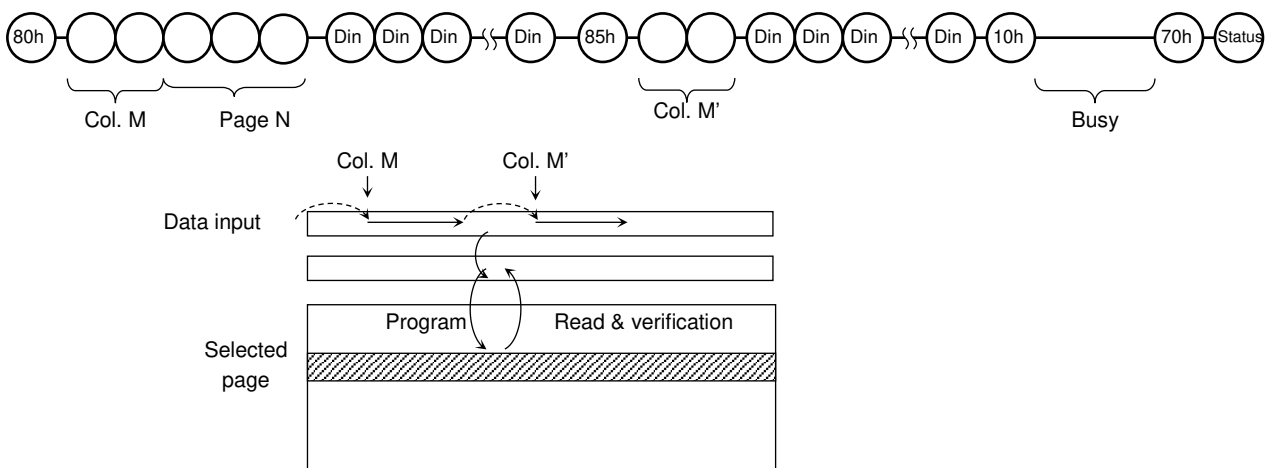 80h Din Din Din Din 85h Din Din Din Din 10h 70h Status
Col. M Page N Col. M' Busy
Col. M Col. M'
Data input
Program Read & verification
Selected
page